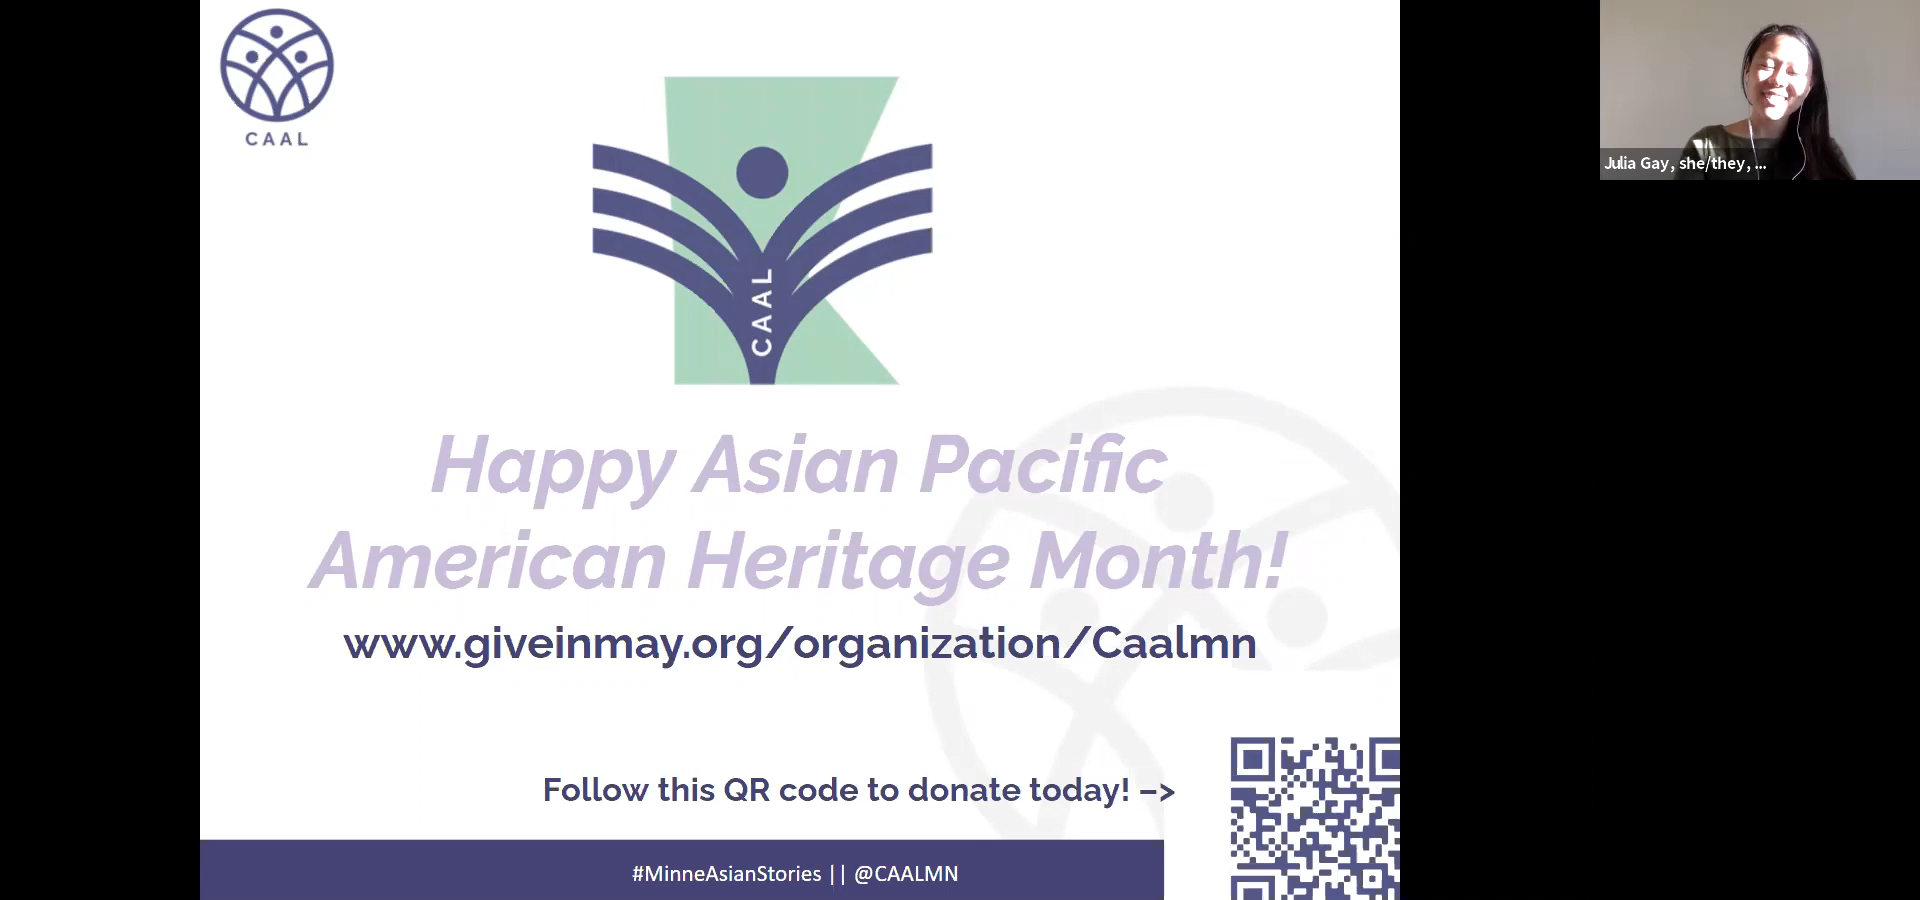 CAAL
Julia Gay, she/they, ...
CAAL
Happy Asian Pacific
American Heritage Month!
www.giveinmay.org/organization/Caalmn
Follow this QR code to donate today! –>
#MinneAsianStories || @CAALMN